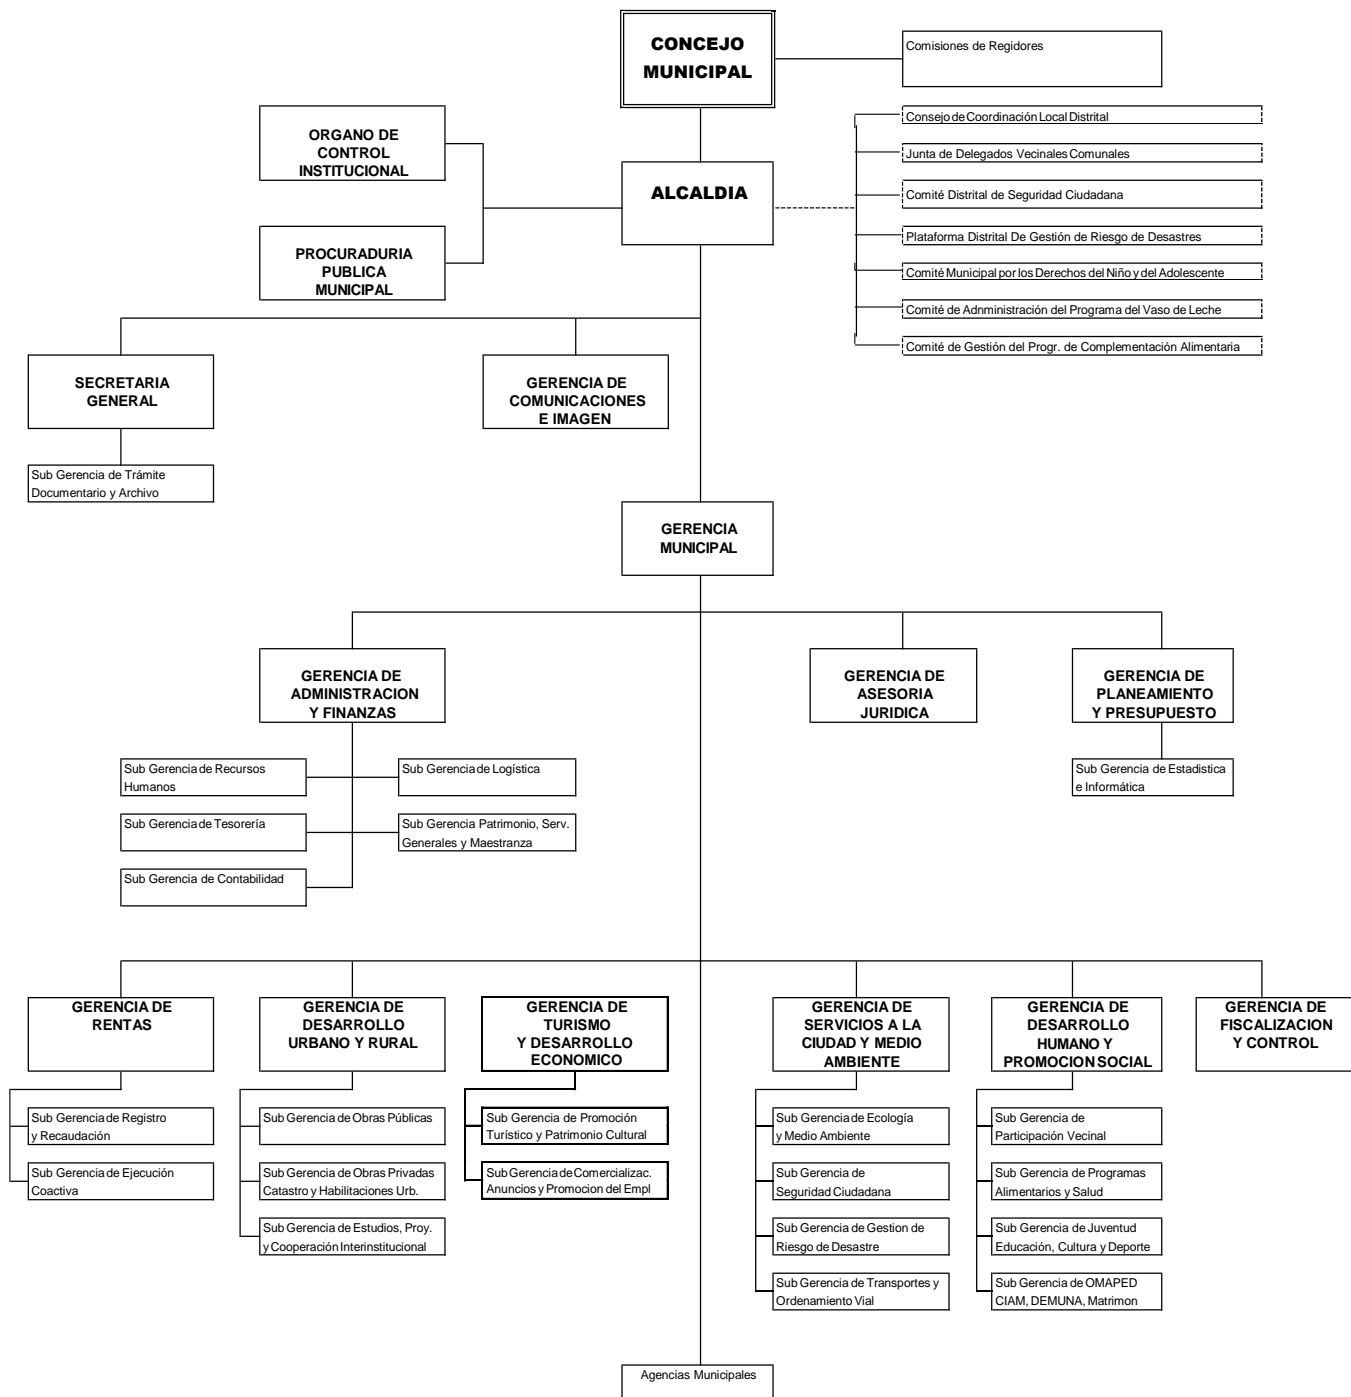 CONCEJO
MUNICIPAL
Comisiones de Regidores
ORGANO DE
CONTROL
INSTITUCIONAL
ALCALDIA
PROCURADURIA
PUBLICA
MUNICIPAL
Consejo de Coordinación Local Distrital
Junta de Delegados Vecinales Comunales
Comité Distrital de Seguridad Ciudadana
Plataforma Distrital De Gestión de Riesgo de Desastres
Comité Municipal por los Derechos del Niño y del Adolescente
Comité de Adnministración del Programa del Vaso de Leche
Comité de Gestión del Progr. de Complementación Alimentaria
SECRETARIA
GENERAL
GERENCIA DE
COMUNICACIONES
E IMAGEN
Sub Gerencia de Trámite
Documentario y Archivo
GERENCIA
MUNICIPAL
GERENCIA DE
ADMINISTRACION
Y FINANZAS
GERENCIA DE
ASESORIA
JURIDICA
GERENCIA DE
PLANEAMIENTO
Y PRESUPUESTO
Sub Gerencia de Recursos
Humanos
Sub Gerencia de Logística
Sub Gerencia de Estadistica
e Informática
Sub Gerencia de Tesorería
Sub Gerencia Patrimonio, Serv.
Generales y Maestranza
Sub Gerencia de Contabilidad
GERENCIA DE
RENTAS
GERENCIA DE
DESARROLLO
URBANO Y RURAL
GERENCIA DE
TURISMO
Y DESARROLLO
ECONOMICO
GERENCIA DE
SERVICIOS A LA
CIUDAD Y MEDIO
AMBIENTE
GERENCIA DE
DESARROLLO
HUMANO Y
PROMOCION SOCIAL
GERENCIA DE
FISCALIZACION
Y CONTROL
Sub Gerencia de Registro
y Recaudación
Sub Gerencia de Ejecución
Coactiva
Sub Gerencia de Obras Públicas
Sub Gerencia de Obras Privadas
Catastro y Habilitaciones Urb.
Sub Gerencia de Estudios, Proy.
y Cooperación Interinstitucional
Sub Gerencia de Promoción
Turístico y Patrimonio Cultural
Sub Gerencia de Comercializac.
Anuncios y Promocion del Empl
Sub Gerencia de Ecología
y Medio Ambiente
Sub Gerencia de
Seguridad Ciudadana
Sub Gerencia de Gestion de
Riesgo de Desastre
Sub Gerencia de Transportes y
Ordenamiento Vial
Sub Gerencia de
Participación Vecinal
Sub Gerencia de Programas
Alimentarios y Salud
Sub Gerencia de Juventud
Educación, Cultura y Deporte
Sub Gerencia de OMAPED
CIAM, DEMUNA, Matrimon
Agencias Municipales